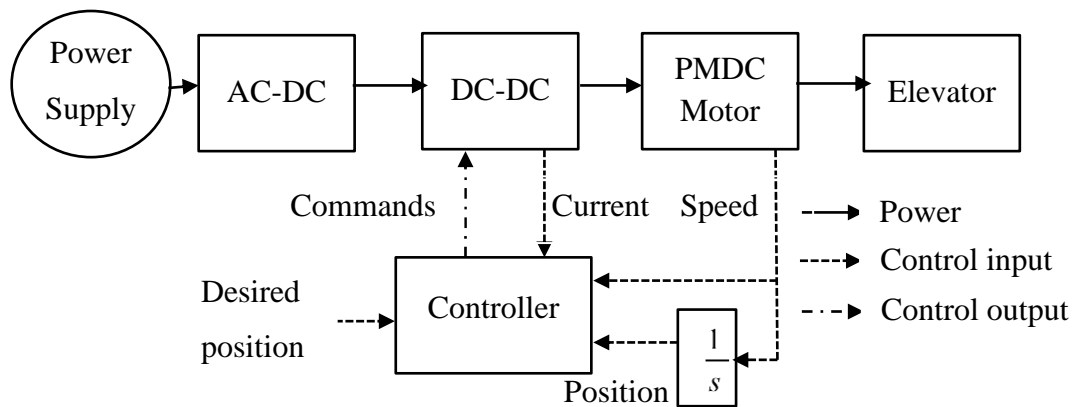 Power
Supply
AC-DC
DC-DC
PMDC
Motor
Elevator
Commands
Current
Speed
Power
Control input
Control output
Desired
position
Controller
1
s
Position